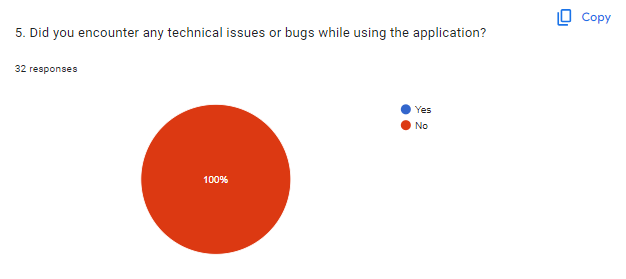 Copy
5. Did you encounter any technical issues or bugs while using the application?
32 responses
Yes
No
100%